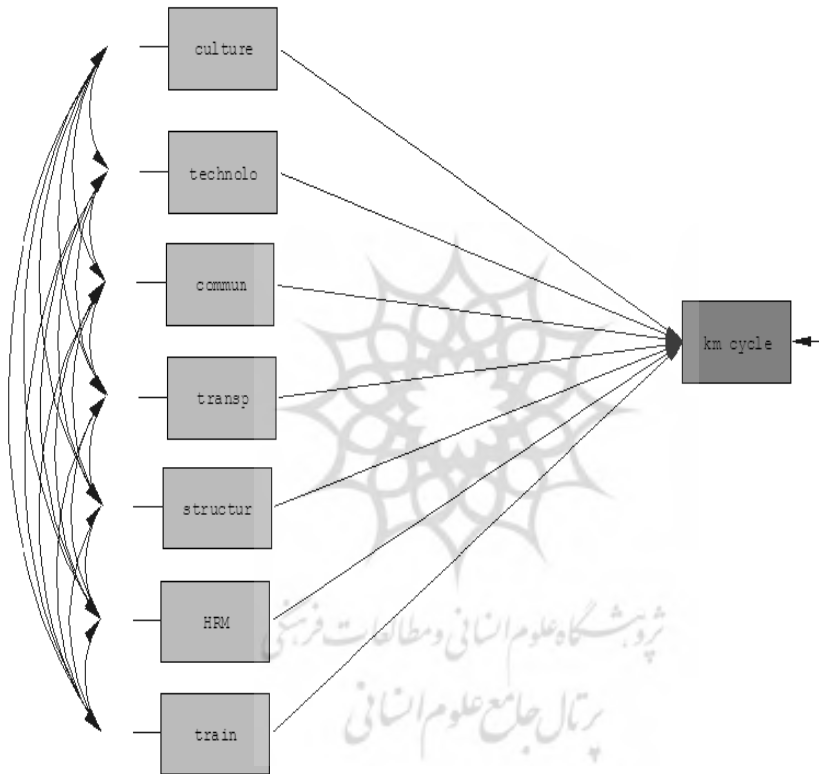 culture
technolo
commun
km cycle
transp
structur
HRM
پژوهشگاه علوم انسانی و مطالعات فرهنگی
پرتال جامع علوم انسانی
train